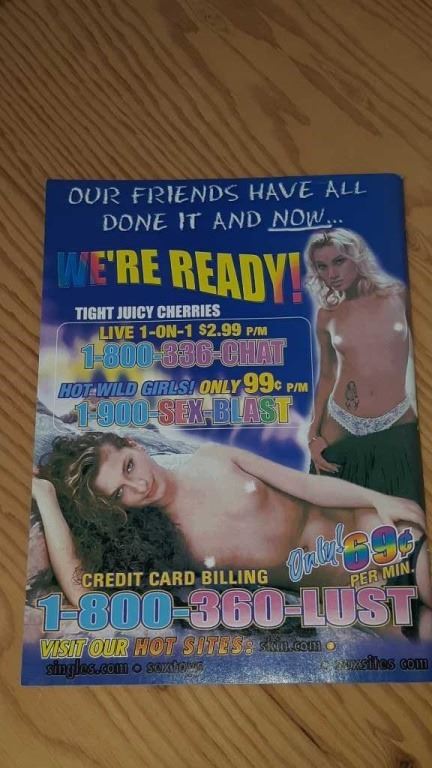 OUR FRIENDS HAVE ALL
DONE IT AND NOW...
WE'RE READY!
TIGHT JUICY CHERRIES
LIVE 1-ON-1 $2.99 P/M
1-800-336-CHAT
HOT WILD GIRLS! ONLY 99¢ P/M
1-900-SEX-BLAST
Only! 69¢
PER MIN.
CREDIT CARD BILLING
1-800-360-LUST
VISIT OUR HOT SITES: skin.com •
singles.com • sextoys